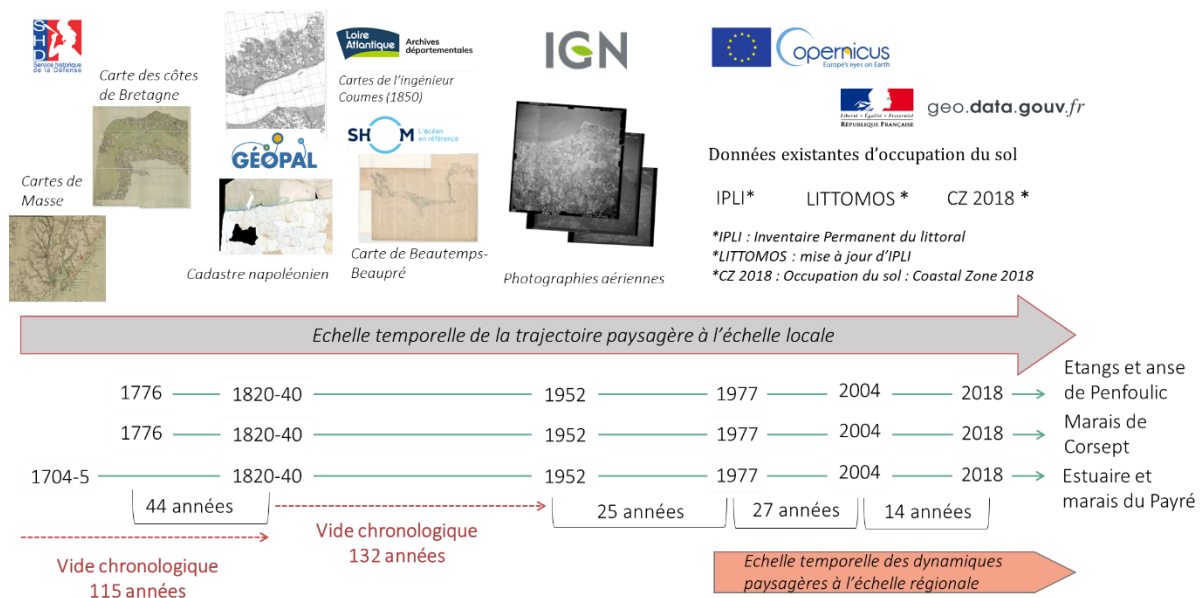 SHD
Service historique
de la Défense
Carte des côtes
de Bretagne
Cartes de
Masse
GÉOPAL
Cadastre napoléonien
Loire
Atlantique
Archives
départementales
Cartes de l'ingénieur
Coumes (1850)
SHOM
L'océan
en référence
Carte de Beautemps-
Beaupré
IGN
Photographies aériennes
Copernicus
Europe's eyes on Earth
Liberté • Égalité • Fraternité
RÉPUBLIQUE FRANÇAISE
geo.data.gouv.fr
Données existantes d'occupation du sol
IPLI* LITTOMOS * CZ 2018 *
*IPLI : Inventaire Permanent du littoral
*LITTOMOS : mise à jour d'IPLI
*CZ 2018 : Occupation du sol : Coastal Zone 2018
Echelle temporelle de la trajectoire paysagère à l'échelle locale
1776 1820-40 1952 1977 2004 2018
Etangs et anse
de Penfoulic
1776 1820-40 1952 1977 2004 2018
Marais de
Corsept
1704-5 1820-40 1952 1977 2004 2018
Estuaire et
marais du Payré
44 années
25 années
27 années
14 années
Vide chronologique
132 années
Vide chronologique
115 années
Echelle temporelle des dynamiques
paysagères à l'échelle régionale